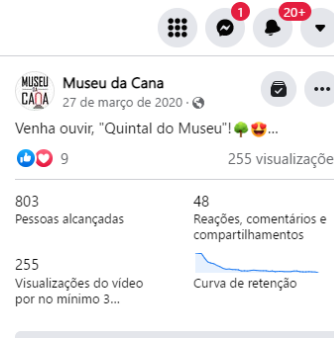 1
20+
MUSEU
DA
CANA
Museu da Cana
27 de março de 2020 ·
Venha ouvir, "Quintal do Museu"!🌳😍...
9
255 visualizaçõe
803
Pessoas alcançadas
48
Reações, comentários e
compartilhamentos
255
Visualizações do vídeo
por no mínimo 3...
Curva de retenção